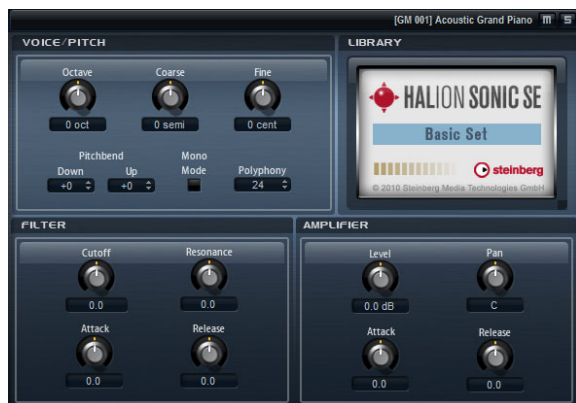 [GM 001] Acoustic Grand Piano M S
VOICE/PITCH
Octave Coarse Fine
0 oct 0 semi 0 cent
Pitchbend
Down Up
+0 +0
Mono
Mode
Polyphony
24
LIBRARY
HALION SONIC SE
Basic Set
steinberg
© 2010 Steinberg Media Technologies GmbH
FILTER
Cutoff Resonance
0.0 0.0
Attack Release
0.0 0.0
AMPLIFIER
Level Pan
0.0 dB C
Attack Release
0.0 0.0